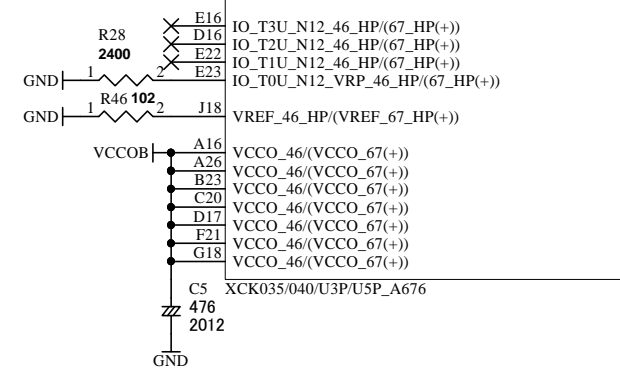 E16 IO_T3U_N12_46_HP/(67_HP(+))
R28 D16 IO_T2U_N12_46_HP/(67_HP(+))
2400 E22 IO_T1U_N12_46_HP/(67_HP(+))
GND 1 2 E23 IO_T0U_N12_VRP_46_HP/(67_HP(+))
R46 102
GND 1 2 J18 VREF_46_HP/(VREF_67_HP(+))
VCCOB A16 VCCO_46/(VCCO_67(+))
A26 VCCO_46/(VCCO_67(+))
B23 VCCO_46/(VCCO_67(+))
C20 VCCO_46/(VCCO_67(+))
D17 VCCO_46/(VCCO_67(+))
F21 VCCO_46/(VCCO_67(+))
G18 VCCO_46/(VCCO_67(+))
C5 XCK035/040/U3P/U5P_A676
476
2012
GND